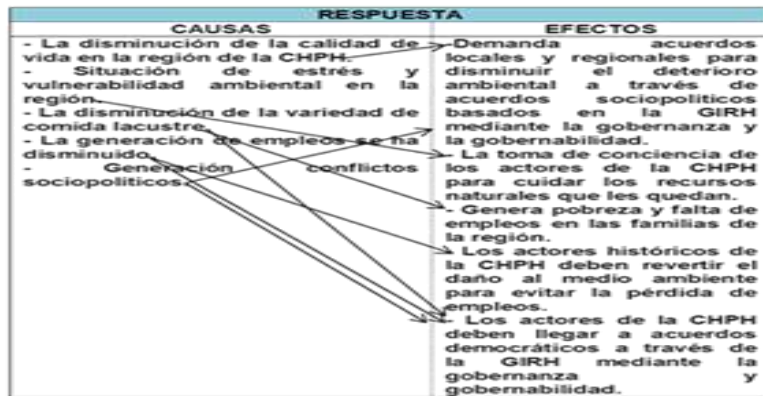 RESPUESTA
CAUSAS
- La disminución de la calidad de
vida en la región de la CHPH.
- Situación de estrés y
vulnerabilidad ambiental en la
región.
- La disminución de la variedad de
comida lacustre.
- La generación de empleos se ha
disminuido.
- Generación conflictos
sociopolíticos.
EFECTOS
-Demanda acuerdos
locales y regionales para
disminuir el deterioro
ambiental a través de
acuerdos sociopolíticos
basados en la GIRH
mediante la gobernanza y
la gobernabilidad.
- La toma de conciencia de
los actores de la CHPH
para cuidar los recursos
naturales que les quedan.
- Genera pobreza y falta de
empleos en las familias de
la región.
- Los actores históricos de
la CHPH deben revertir el
daño al medio ambiente
para evitar la pérdida de
empleos.
- Los actores de la CHPH
deben llegar a acuerdos
democráticos a través de
la GIRH mediante la
gobernanza y
gobernabilidad.